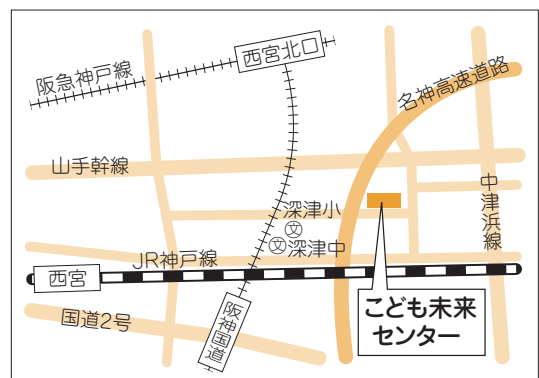 西宮北口
阪急神戸線
名神高速道路
山手幹線
中津浜線
深津小
文
文深津中
JR神戸線
西宮
こども未来
センター
国道2号
阪神国道